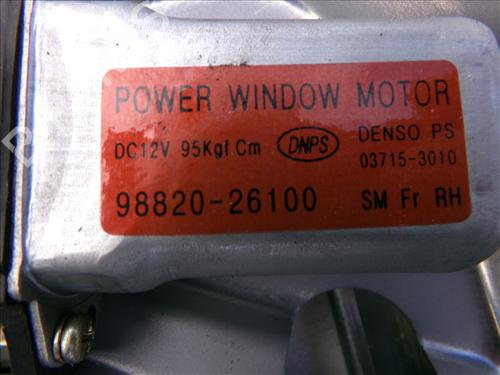 POWER WINDOW MOTOR
DC12V 95Kgf Cm DNPS DENSO PS
03715-3010
98820-26100 SM Fr RH